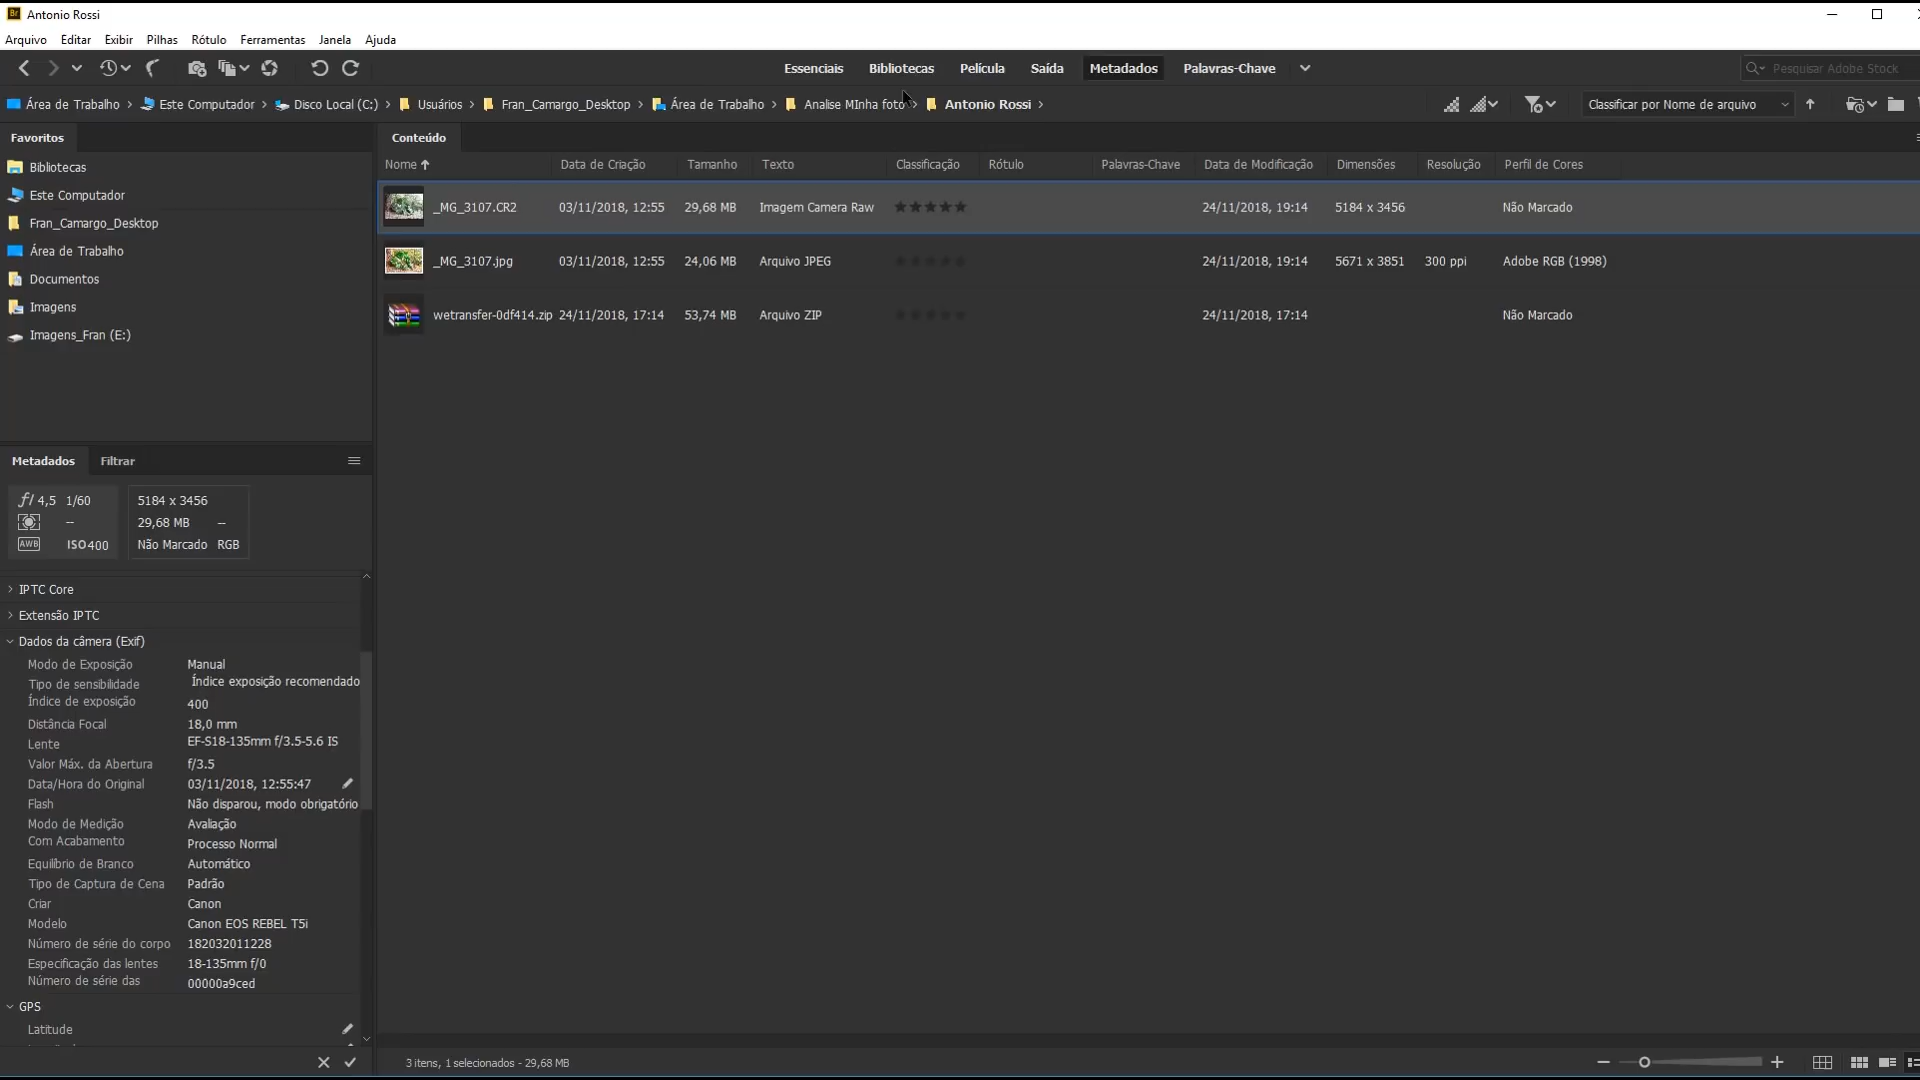 Br Antonio Rossi
Arquivo Editar Exibir Pilhas Rótulo Ferramentas Janela Ajuda
Essenciais Bibliotecas Película Saída Metadados Palavras-Chave
Pesquisar Adobe Stock
Área de Trabalho Este Computador Disco Local (C:) Usuários Fran_Camargo_Desktop Área de Trabalho Analise MInha foto Antonio Rossi
Classificar por Nome de arquivo
Favoritos
Bibliotecas
Este Computador
Fran_Camargo_Desktop
Área de Trabalho
Documentos
Imagens
Imagens_Fran (E:)
Conteúdo
Nome Data de Criação Tamanho Texto Classificação Rótulo Palavras-Chave Data de Modificação Dimensões Resolução Perfil de Cores
_MG_3107.CR2 03/11/2018, 12:55 29,68 MB Imagem Camera Raw ★★★★★ 24/11/2018, 19:14 5184 x 3456 Não Marcado
_MG_3107.jpg 03/11/2018, 12:55 24,06 MB Arquivo JPEG 24/11/2018, 19:14 5671 x 3851 300 ppi Adobe RGB (1998)
wetransfer-0df414.zip 24/11/2018, 17:14 53,74 MB Arquivo ZIP 24/11/2018, 17:14 Não Marcado
Metadados Filtrar
f/ 4,5 1/60
--
AWB ISO400
5184 x 3456
29,68 MB --
Não Marcado RGB
IPTC Core
Extensão IPTC
Dados da câmera (Exif)
Modo de Exposição Manual
Tipo de sensibilidade Índice exposição recomendado
Índice de exposição 400
Distância Focal 18,0 mm
Lente EF-S18-135mm f/3.5-5.6 IS
Valor Máx. da Abertura f/3.5
Data/Hora do Original 03/11/2018, 12:55:47
Flash Não disparou, modo obrigatório
Modo de Medição Avaliação
Com Acabamento Processo Normal
Equilíbrio de Branco Automático
Tipo de Captura de Cena Padrão
Criar Canon
Modelo Canon EOS REBEL T5i
Número de série do corpo 182032011228
Especificação das lentes 18-135mm f/0
Número de série das 00000a9ced
GPS
Latitude
3 itens, 1 selecionados - 29,68 MB